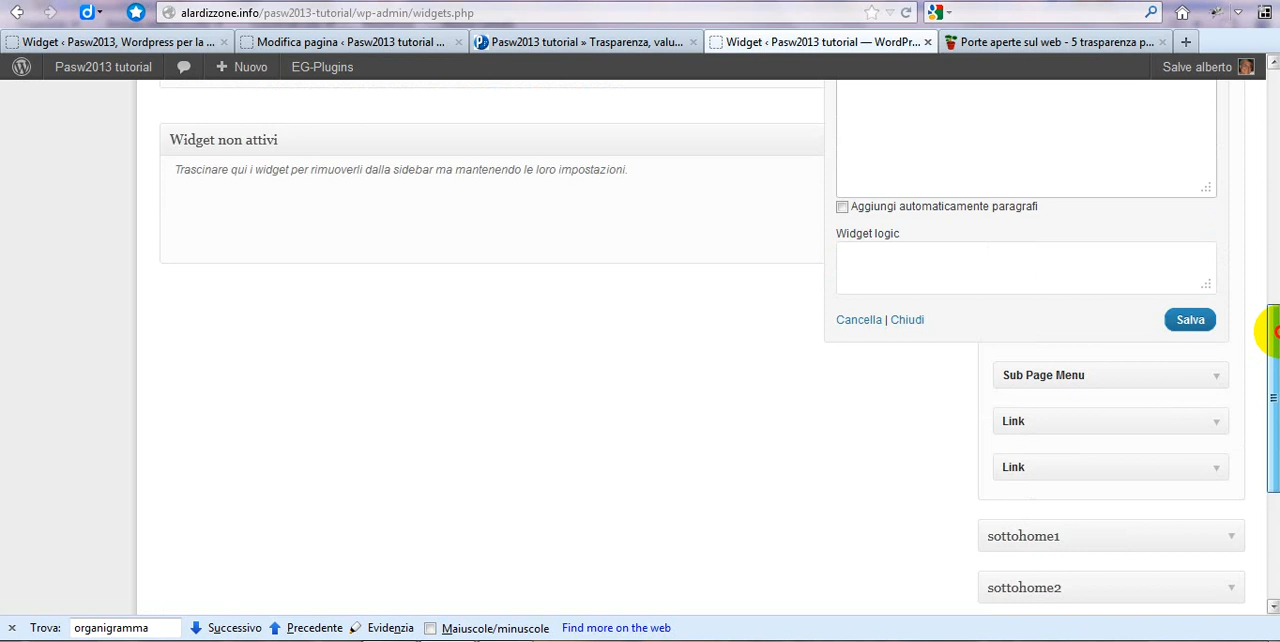 alardizzone.info/pasw2013-tutorial/wp-admin/widgets.php
Widget ‹ Pasw2013, Wordpress per la ...
Modifica pagina ‹ Pasw2013 tutorial ...
Pasw2013 tutorial » Trasparenza, valu...
Widget ‹ Pasw2013 tutorial — WordPr...
Porte aperte sul web - 5 trasparenza p...
Pasw2013 tutorial
Nuovo
EG-Plugins
Salve alberto
Widget non attivi
Trascinare qui i widget per rimuoverli dalla sidebar ma mantenendo le loro impostazioni.
Aggiungi automaticamente paragrafi
Widget logic
Cancella | Chiudi
Salva
Sub Page Menu
Link
Link
sottohome1
sottohome2
Trova: organigramma Successivo Precedente Evidenzia Maiuscole/minuscole Find more on the web